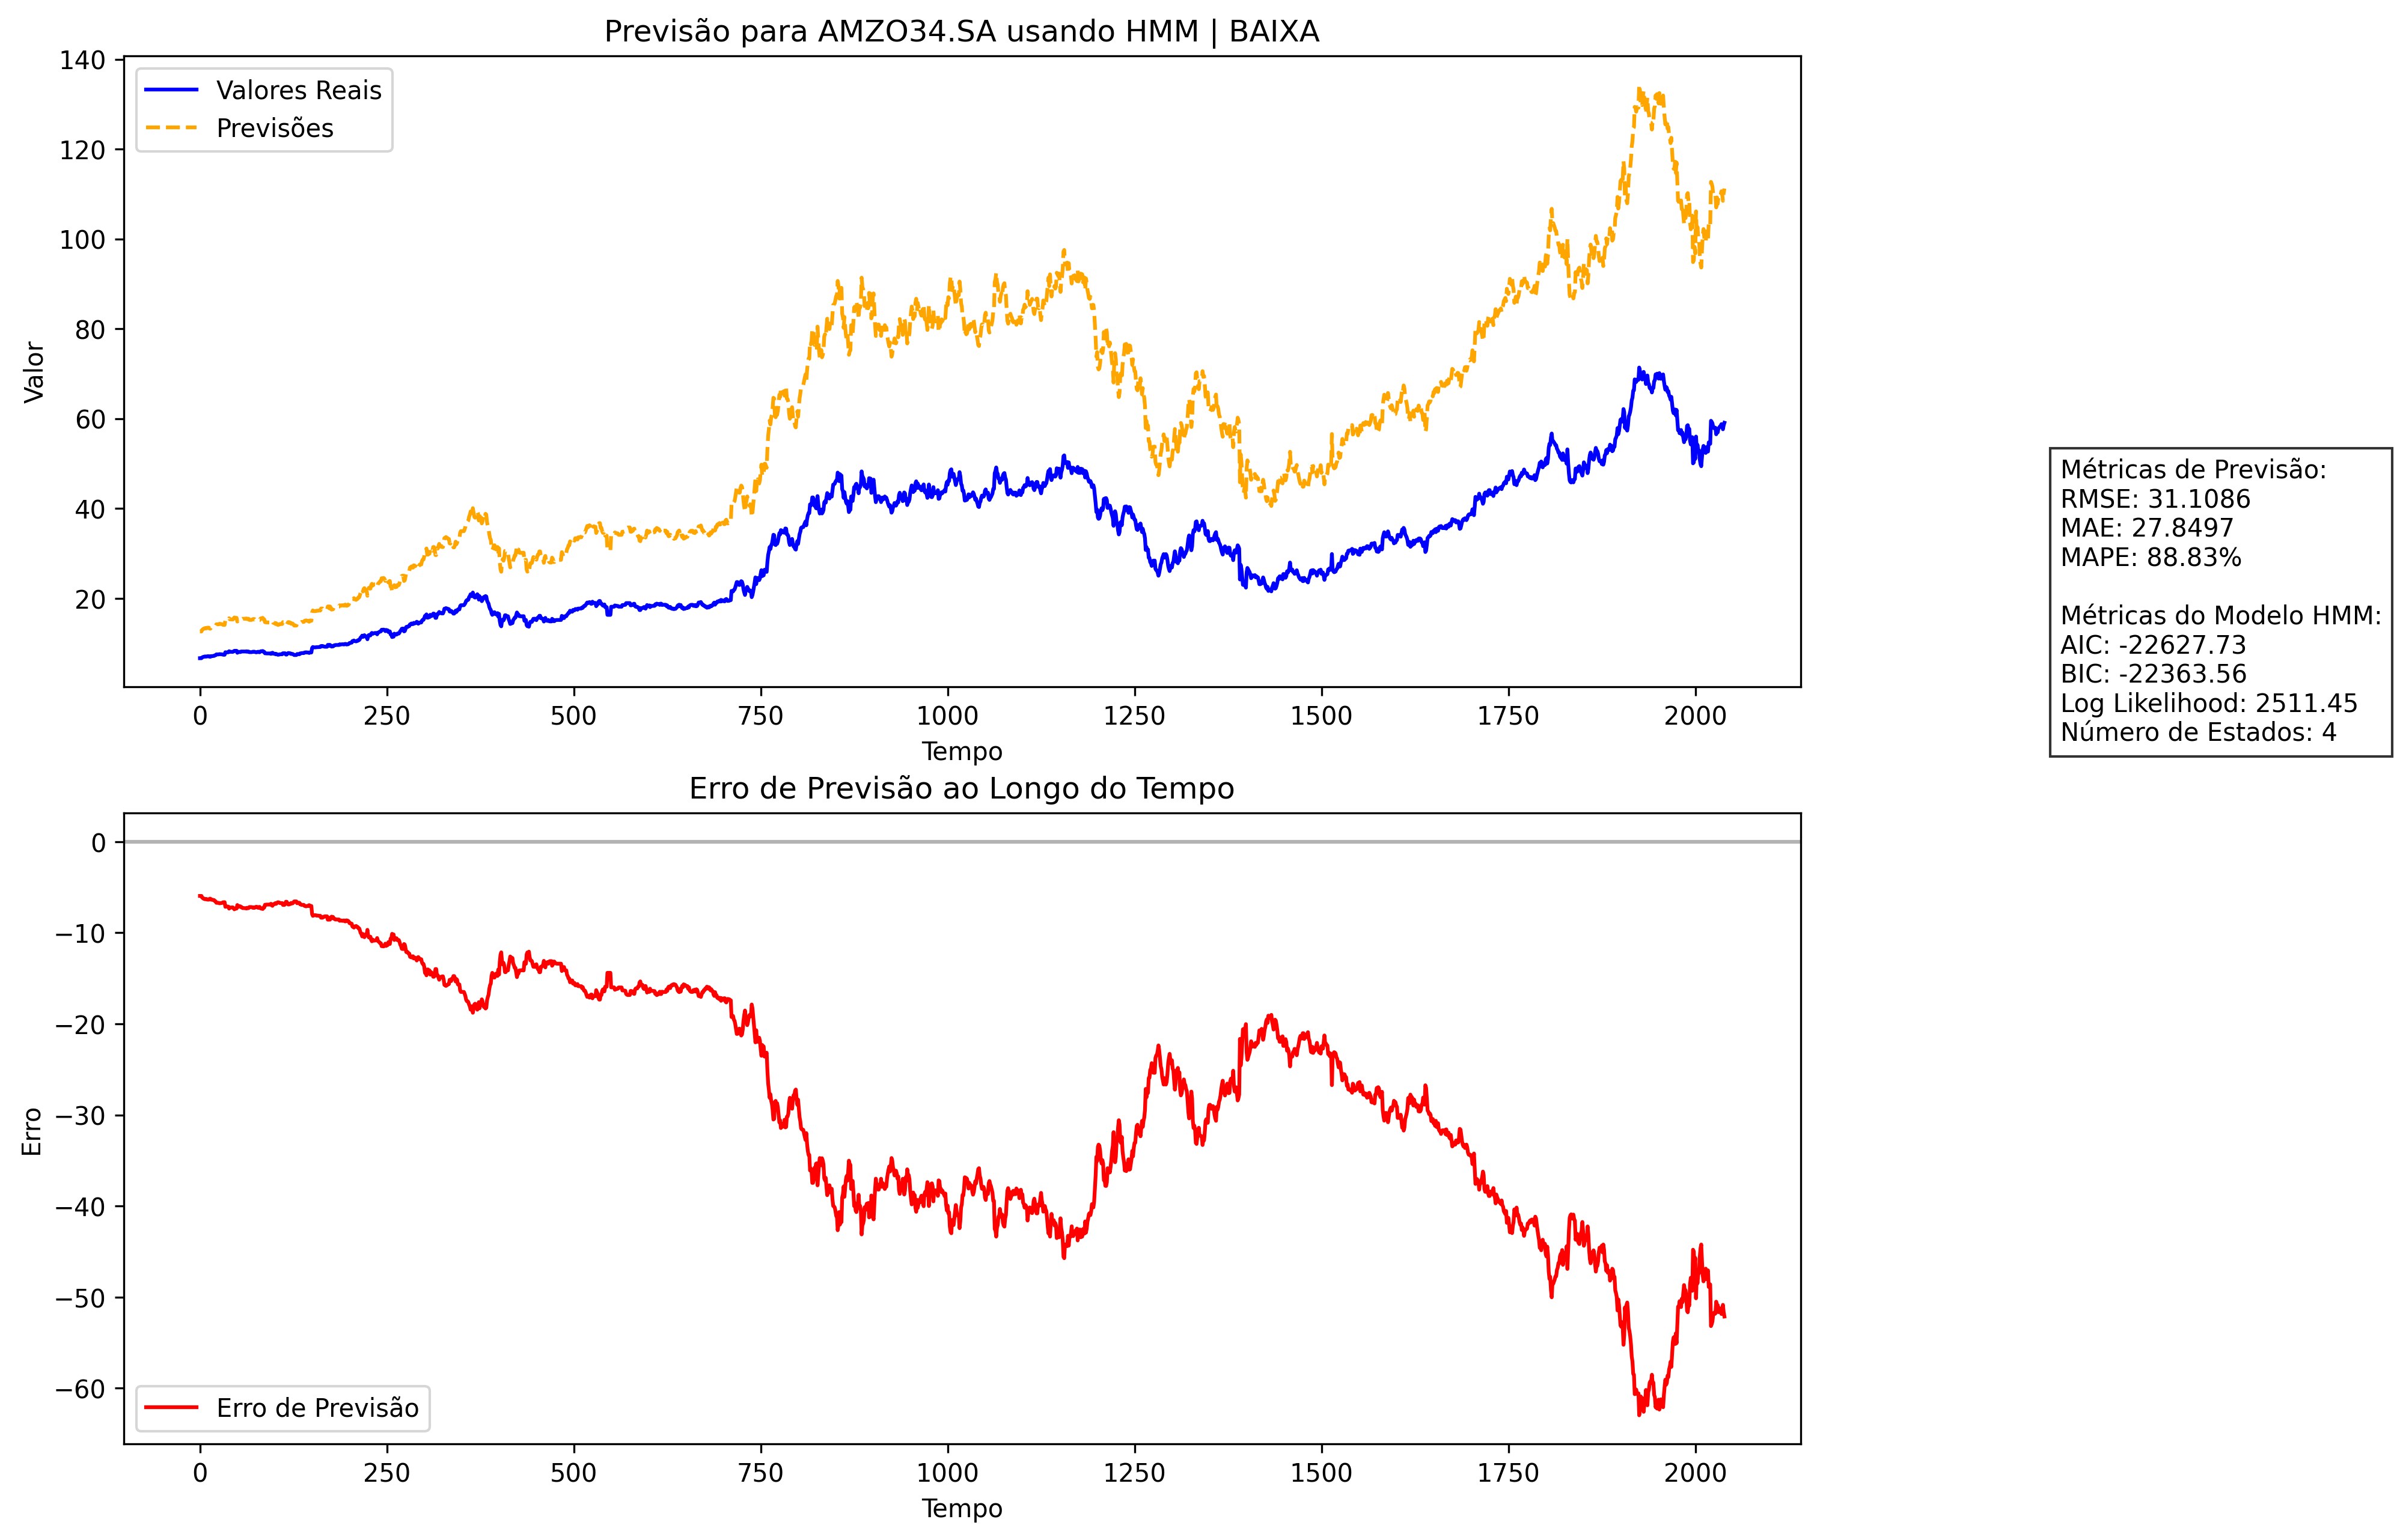 Previsão para AMZO34.SA usando HMM | BAIXA
Valores Reais
Previsões
Valor
140
120
100
80
60
40
20
0 250 500 750 1000 1250 1500 1750 2000
Tempo
Métricas de Previsão:
RMSE: 31.1086
MAE: 27.8497
MAPE: 88.83%
Métricas do Modelo HMM:
AIC: -22627.73
BIC: -22363.56
Log Likelihood: 2511.45
Número de Estados: 4
Erro de Previsão ao Longo do Tempo
Erro
0
−10
−20
−30
−40
−50
−60
Erro de Previsão
0 250 500 750 1000 1250 1500 1750 2000
Tempo